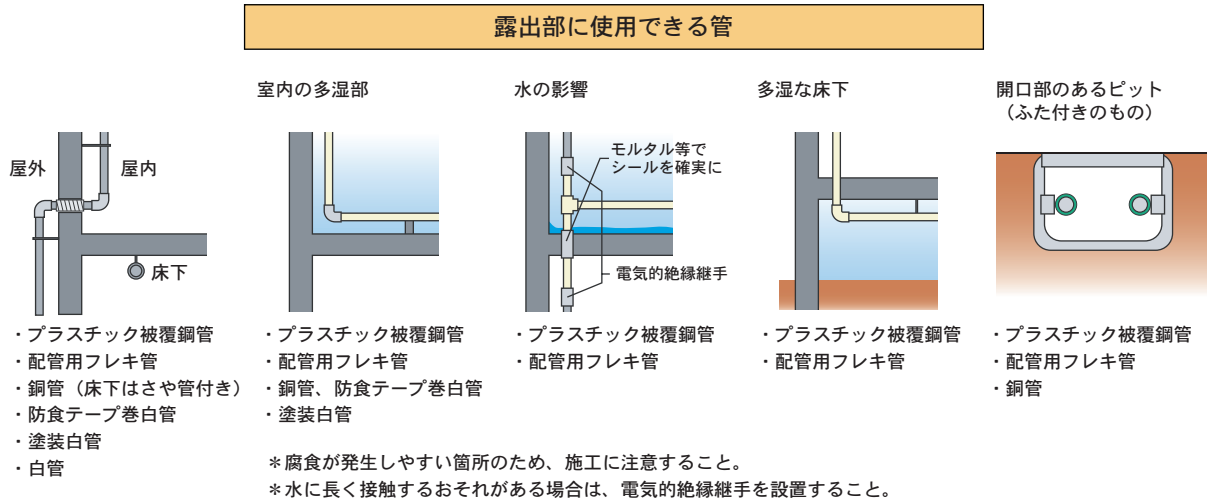 露出部に使用できる管
屋外
屋内
床下
・プラスチック被覆鋼管
・配管用フレキ管
・銅管（床下はさや管付き）
・防食テープ巻白管
・塗装白管
・白管
室内の多湿部
・プラスチック被覆鋼管
・配管用フレキ管
・銅管、防食テープ巻白管
・塗装白管
水の影響
モルタル等で
シールを確実に
電気的絶縁継手
・プラスチック被覆鋼管
・配管用フレキ管
多湿な床下
・プラスチック被覆鋼管
・配管用フレキ管
開口部のあるピット
（ふた付きのもの）
・プラスチック被覆鋼管
・配管用フレキ管
・銅管
＊腐食が発生しやすい箇所のため、施工に注意すること。
＊水に長く接触するおそれがある場合は、電気的絶縁継手を設置すること。